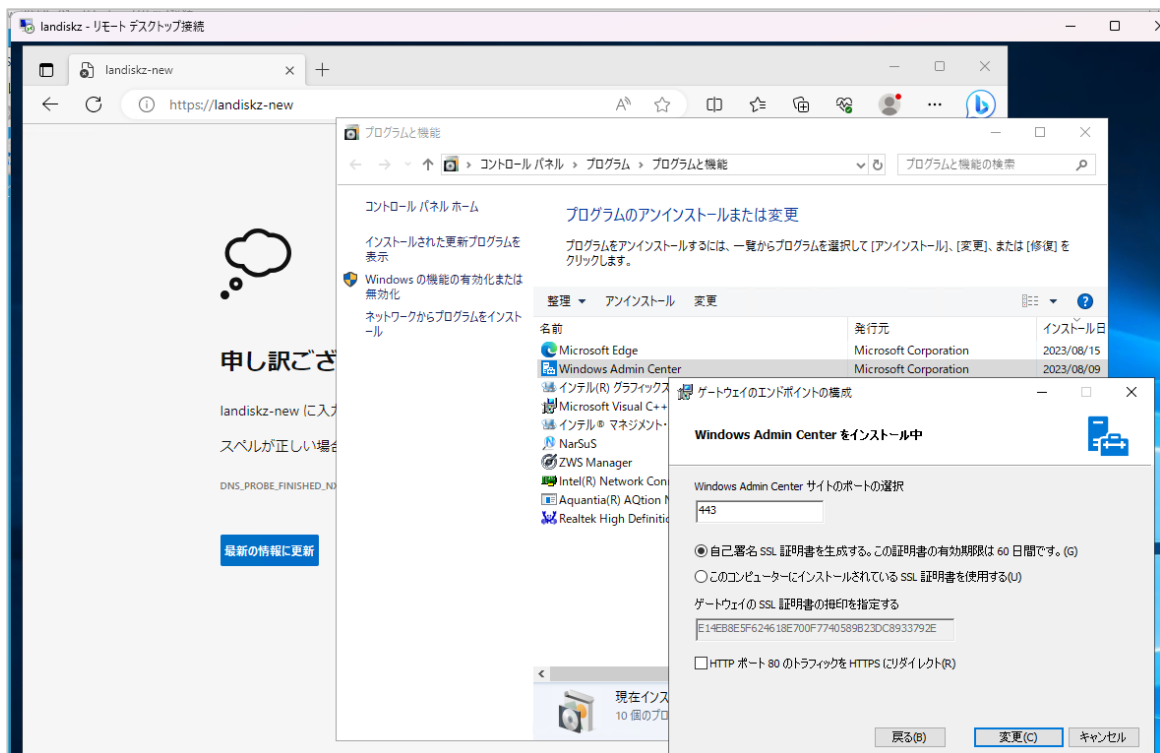 landiskz - リモート デスクトップ接続
landiskz-new
https://landiskz-new
プログラムと機能
コントロール パネル › プログラム › プログラムと機能
プログラムと機能の検索
コントロール パネル ホーム
インストールされた更新プログラムを
表示
Windows の機能の有効化または
無効化
ネットワークからプログラムをインスト
ール
プログラムのアンインストールまたは変更
プログラムをアンインストールするには、一覧からプログラムを選択して [アンインストール]、[変更]、または [修復] を
クリックします。
整理 アンインストール 変更
名前 発行元 インストール日
Microsoft Edge Microsoft Corporation 2023/08/15
Windows Admin Center Microsoft Corporation 2023/08/09
インテル(R) グラフィックス
Microsoft Visual C++
インテル® マネジメント・
NarSuS
ZWS Manager
Intel(R) Network Con
Aquantia(R) AQtion
Realtek High Definitio
現在インス
10 個のプロ
申し訳ござ
landiskz-new に入力
スペルが正しい場合
DNS_PROBE_FINISHED_NX
最新の情報に更新
ゲートウェイのエンドポイントの構成
Windows Admin Center をインストール中
Windows Admin Center サイトのポートの選択
443
自己署名 SSL 証明書を生成する。この証明書の有効期限は 60 日間です。(G)
このコンピューターにインストールされている SSL 証明書を使用する(U)
ゲートウェイの SSL 証明書の拇印を指定する
E14EB8E5F624618E700F7740589B23DC8933792E
HTTP ポート 80 のトラフィックを HTTPS にリダイレクト(R)
戻る(B) 変更(C) キャンセル